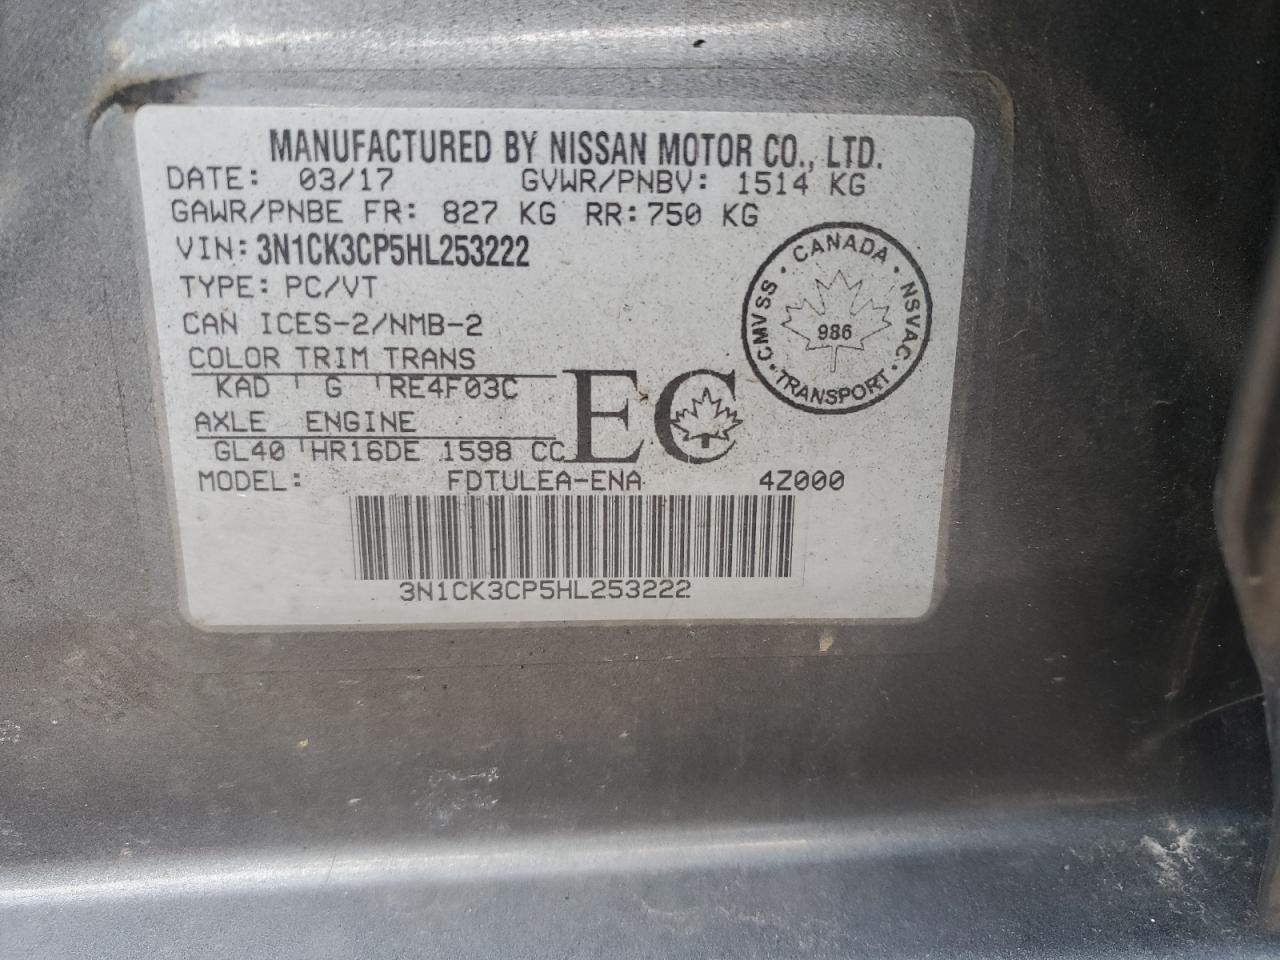 MANUFACTURED BY NISSAN MOTOR CO., LTD.
DATE: 03/17 GVWR/PNBV: 1514 KG
GAWR/PNBE FR: 827 KG RR: 750 KG
VIN: 3N1CK3CP5HL253222
TYPE: PC/VT
CAN ICES-2/NMB-2
COLOR TRIM TRANS
KAD G RE4F03C
AXLE ENGINE
GL40 HR16DE 1598 CC
EC
CANADA · NSVAC · TRANSPORT · CMVSS ·
986
MODEL: FDTULEA-ENA 4Z000
3N1CK3CP5HL253222